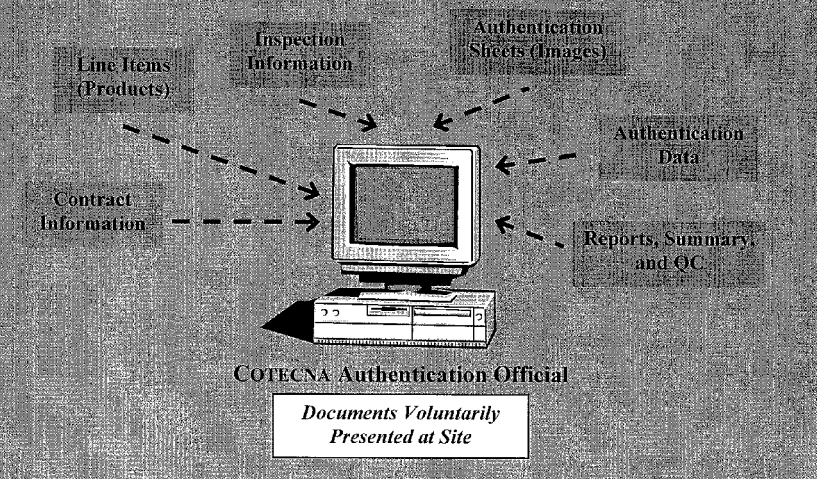 Inspection
Information
Authentication
Sheets (Images)
Line Items
(Products)
Authentication
Data
Contract
Information
Reports, Summary,
and QC
COTECNA Authentication Official
Documents Voluntarily
Presented at Site